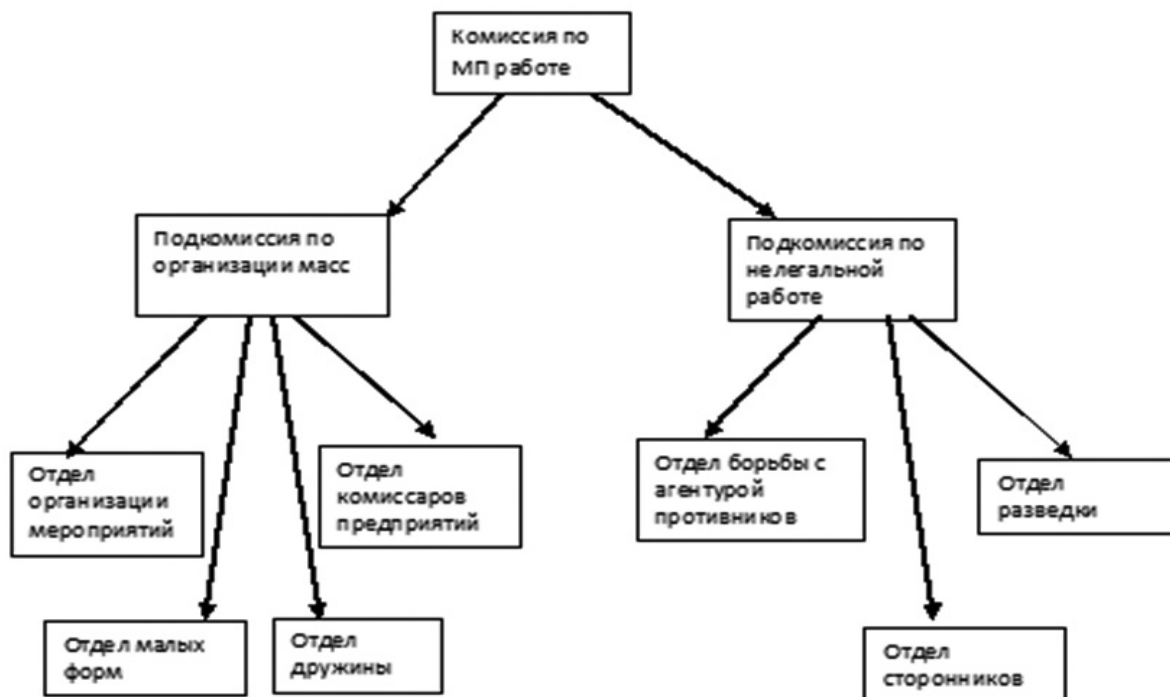 Комиссия по
МП работе
Подкомиссия по
организации масс
Подкомиссия по
нелегальной
работе
Отдел
организации
мероприятий
Отдел
комиссаров
предприятий
Отдел борьбы с
агентурой
противников
Отдел
разведки
Отдел малых
форм
Отдел
дружины
Отдел
сторонников